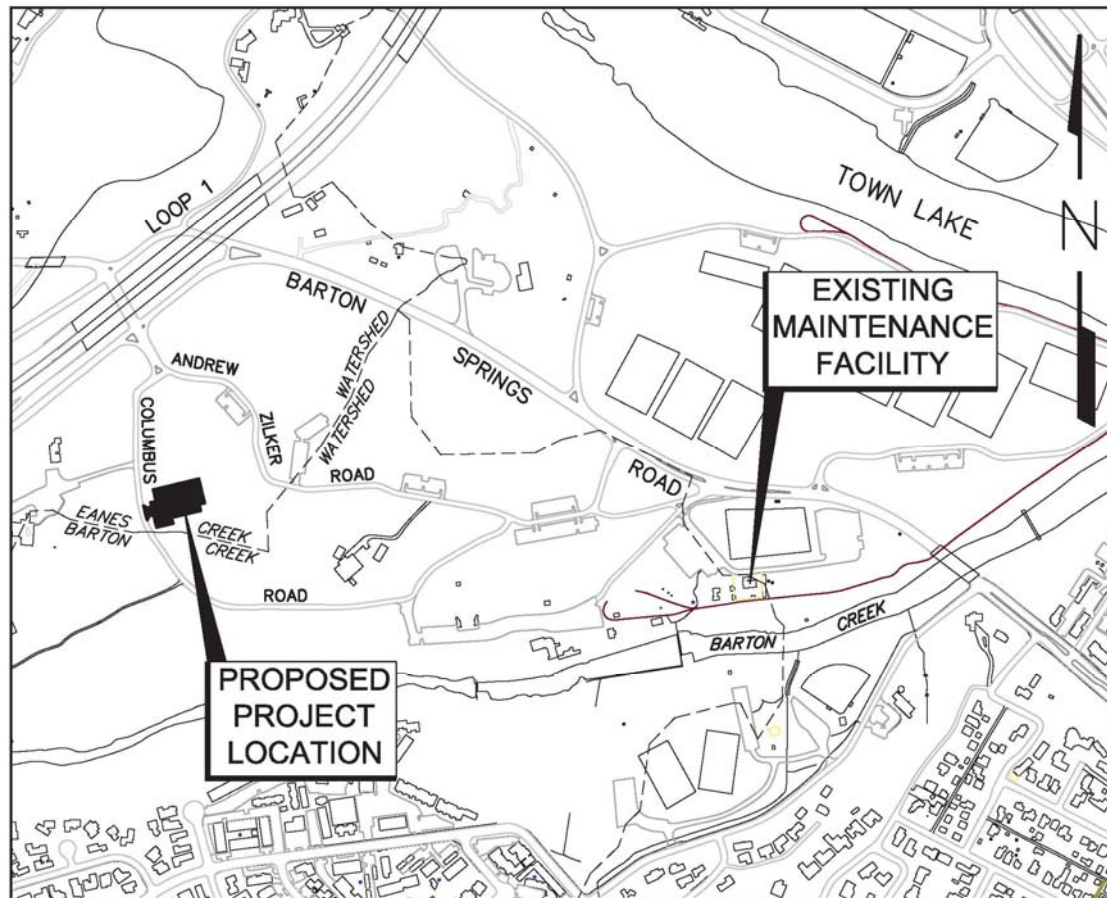 LOOP 1
TOWN LAKE
N
BARTON
SPRINGS
ROAD
EXISTING
MAINTENANCE
FACILITY
WATERSHED
WATERSHED
ANDREW
ZILKER
ROAD
COLUMBUS
EANES
BARTON
CREEK
CREEK
ROAD
BARTON
CREEK
PROPOSED
PROJECT
LOCATION